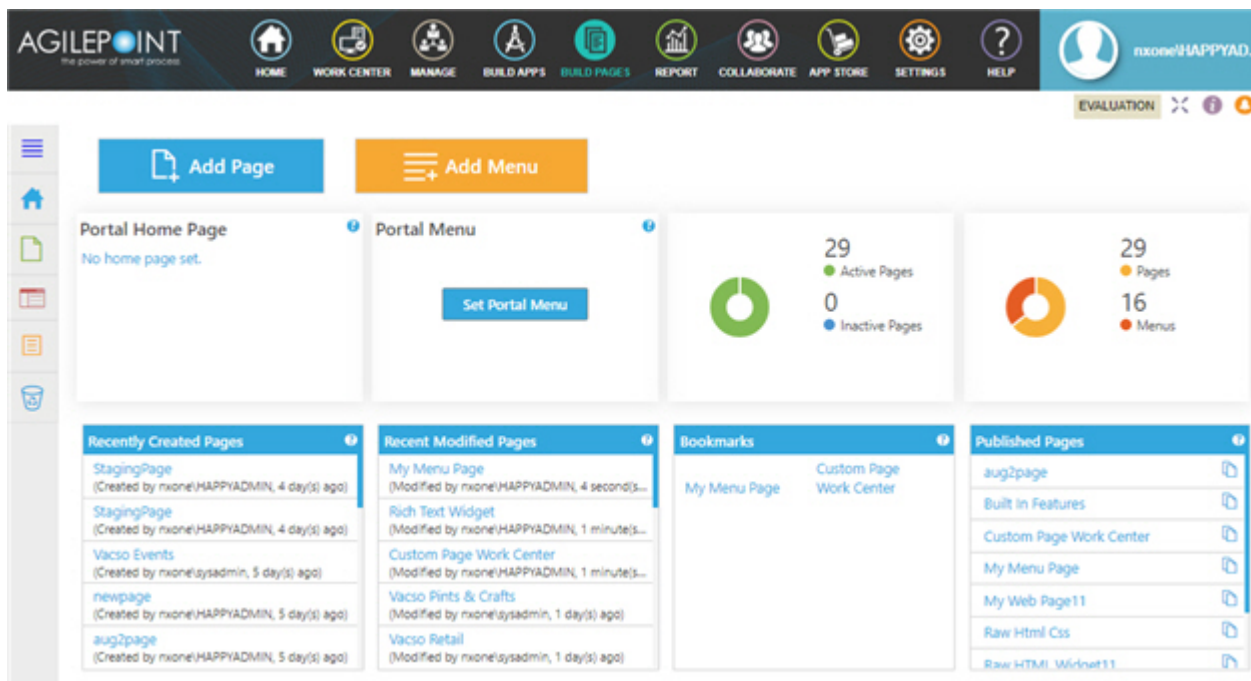 AGILEPOINT
the power of smart process
HOME
WORK CENTER
MANAGE
BUILD APPS
BUILD PAGES
REPORT
COLLABORATE
APP STORE
SETTINGS
HELP
nxone\HAPPYAD.
EVALUATION
Add Page
Add Menu
Portal Home Page
No home page set.
Portal Menu
Set Portal Menu
29
Active Pages
0
Inactive Pages
29
Pages
16
Menus
Recently Created Pages
StagingPage
(Created by nxone\HAPPYADMIN, 4 day(s) ago)
StagingPage
(Created by nxone\HAPPYADMIN, 4 day(s) ago)
Vacso Events
(Created by nxone\sysadmin, 5 day(s) ago)
newpage
(Created by nxone\HAPPYADMIN, 5 day(s) ago)
aug2page
(Created by nxone\HAPPYADMIN, 5 day(s) ago)
Recent Modified Pages
My Menu Page
(Modified by nxone\HAPPYADMIN, 4 second(s...
Rich Text Widget
(Modified by nxone\HAPPYADMIN, 1 minute(s...
Custom Page Work Center
(Modified by nxone\HAPPYADMIN, 1 minute(s...
Vacso Pints & Crafts
(Modified by nxone\sysadmin, 1 day(s) ago)
Vacso Retail
(Modified by nxone\sysadmin, 1 day(s) ago)
Bookmarks
My Menu Page
Custom Page
Work Center
Published Pages
aug2page
Built In Features
Custom Page Work Center
My Menu Page
My Web Page11
Raw Html Css
Raw HTML Widget11